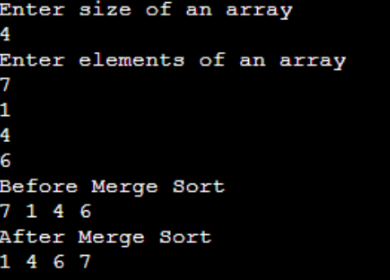 Enter size of an array
4
Enter elements of an array
7
1
4
6
Before Merge Sort
7 1 4 6
After Merge Sort
1 4 6 7